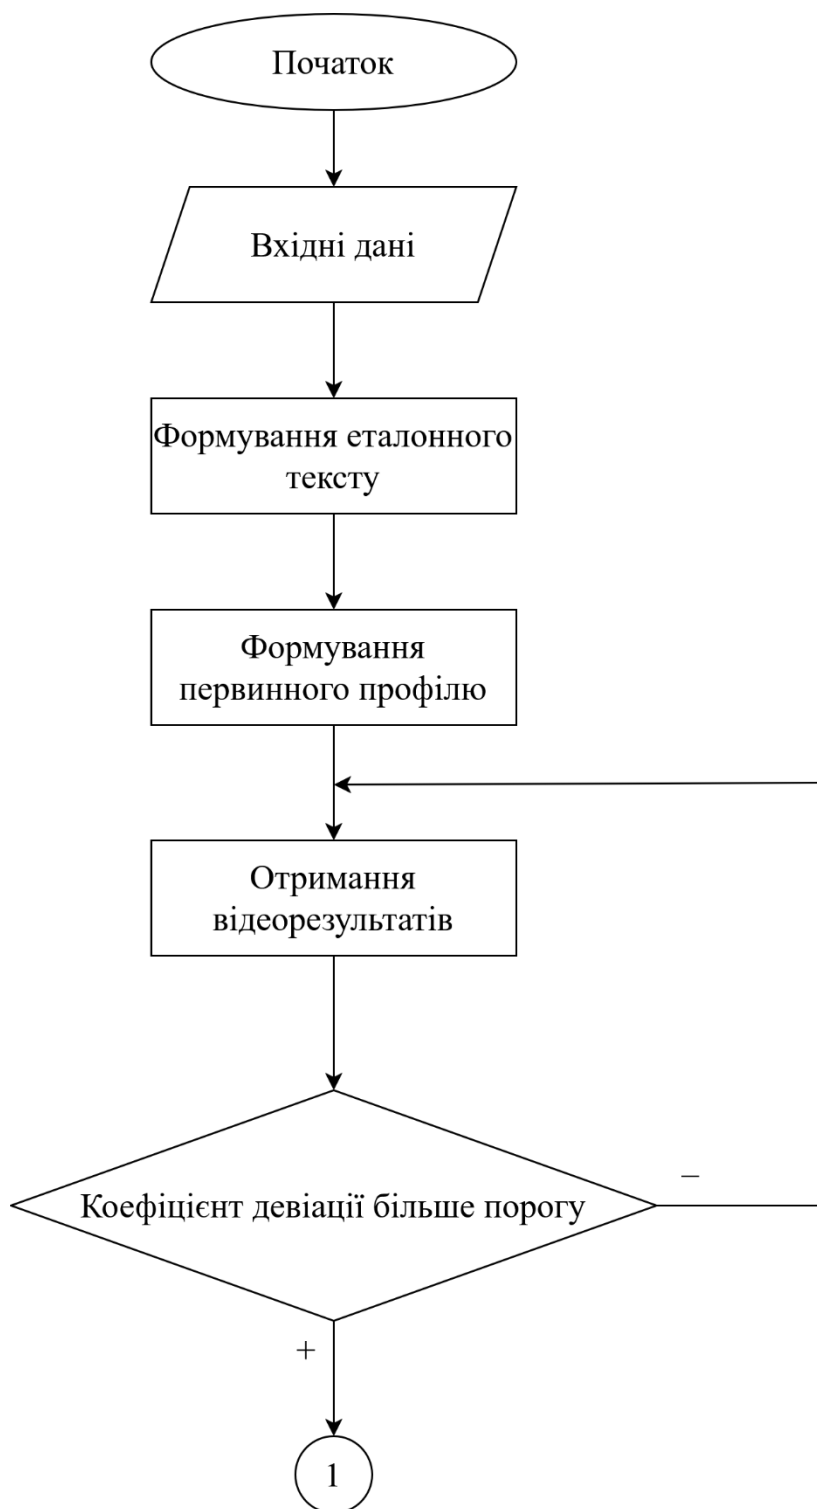 Початок
Вхідні дані
Формування еталонного
тексту
Формування
первинного профілю
Отримання
відеорезультатів
Коефіцієнт девіації більше порогу
–
+
1